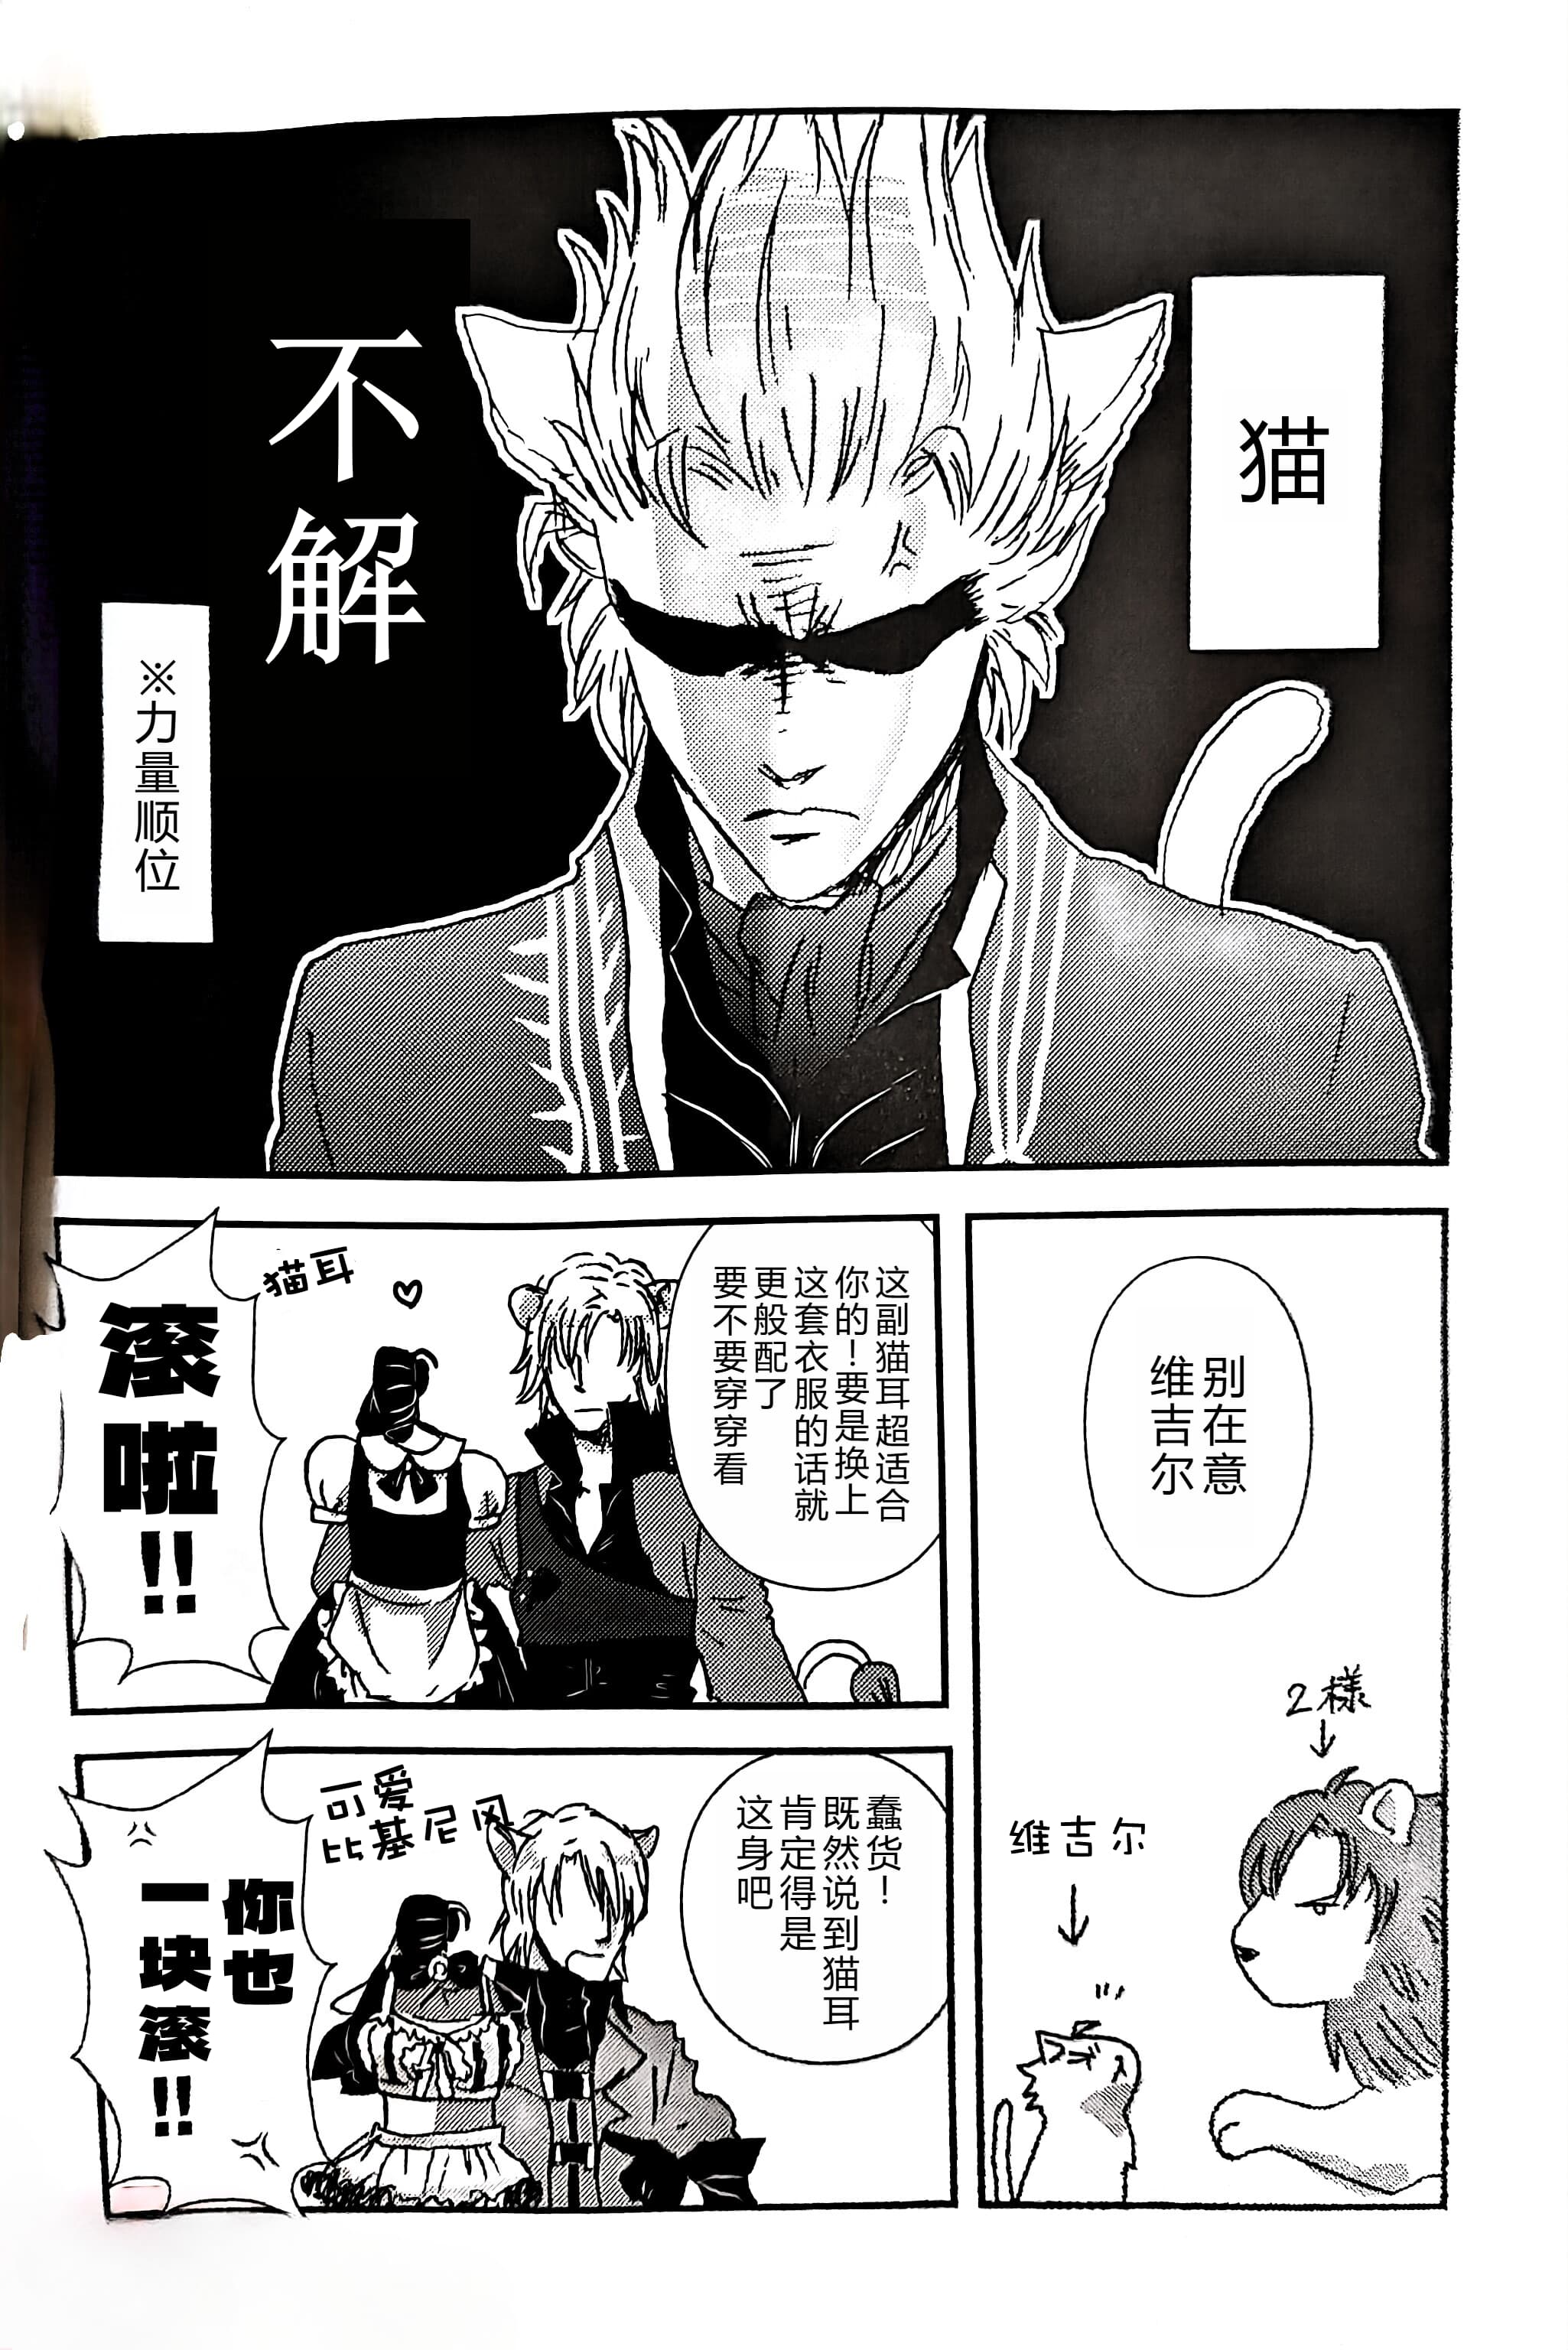 猫
不解
※力量顺位
别在意
维吉尔
2様
维吉尔
这副猫耳超适合
你的！要是换上
这套衣服的话就
更般配了
要不要穿穿看
猫耳
滚啦!!
蠢货！
既然说到猫耳
肯定得是
这身吧
可爱
比基尼风
你也
一块滚!!